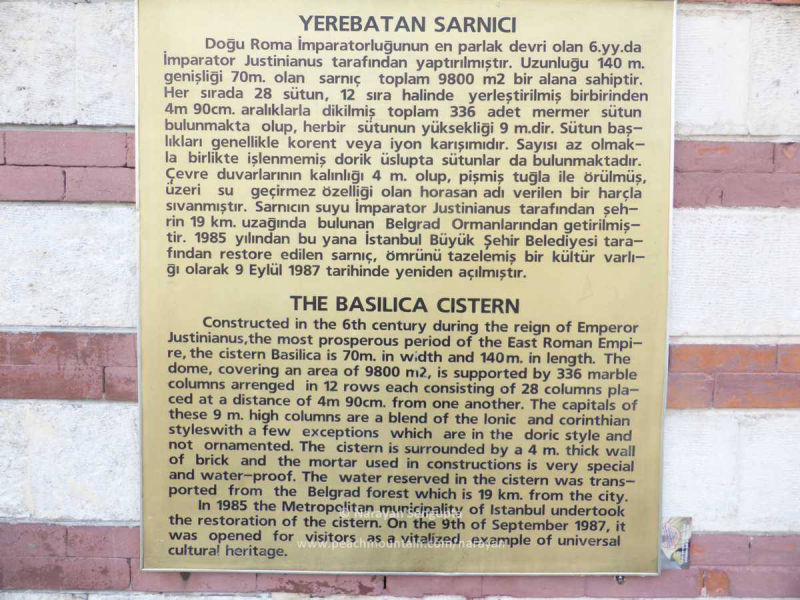 YEREBATAN SARNICI
Doğu Roma İmparatorluğunun en parlak devri olan 6.yy.da
İmparator Justinianus tarafından yaptırılmıştır. Uzunluğu 140 m.
genişliği 70m. olan sarnıç toplam 9800 m2 bir alana sahiptir.
Her sırada 28 sütun, 12 sıra halinde yerleştirilmiş birbirinden
4m 90cm. aralıklarla dikilmiş toplam 336 adet mermer sütun
bulunmakta olup, herbir sütunun yüksekliği 9 m.dir. Sütun baş-
lıkları genellikle korent veya iyon karışımıdır. Sayısı az olmak-
la birlikte işlenmemiş dorik üslupta sütunlar da bulunmaktadır.
Çevre duvarlarının kalınlığı 4 m. olup, pişmiş tuğla ile örülmüş,
üzeri su geçirmez özelliği olan horasan adı verilen bir harçla
sıvanmıştır. Sarnıcın suyu İmparator Justinianus tarafından şeh-
rin 19 km. uzağında bulunan Belgrad Ormanlarından getirilmiş-
tir. 1985 yılından bu yana İstanbul Büyük Şehir Belediyesi tara-
fından restore edilen sarnıç, ömrünü tazelemiş bir kültür varlı-
ğı olarak 9 Eylül 1987 tarihinde yeniden açılmıştır.
THE BASILICA CISTERN
Constructed in the 6th century during the reign of Emperor
Justinianus,the most prosperous period of the East Roman Empi-
re, the cistern Basilica is 70m. in width and 140m. in length. The
dome, covering an area of 9800 m2, is supported by 336 marble
columns arrenged in 12 rows each consisting of 28 columns pla-
ced at a distance of 4m 90cm. from one another. The capitals of
these 9 m. high columns are a blend of the Ionic and corinthian
styleswith a few exceptions which are in the doric style and
not ornamented. The cistern is surrounded by a 4 m. thick wall
of brick and the mortar used in constructions is very special
and water-proof. The water reserved in the cistern was trans-
ported from the Belgrad forest which is 19 km. from the city.
In 1985 the Metropolitan municipality of Istanbul undertook
the restoration of the cistern. On the 9th of September 1987, it
was opened for visitors as a vitalized example of universal
cultural heritage.
© Narayan Sengupta
www.peachmountain.com/narayan